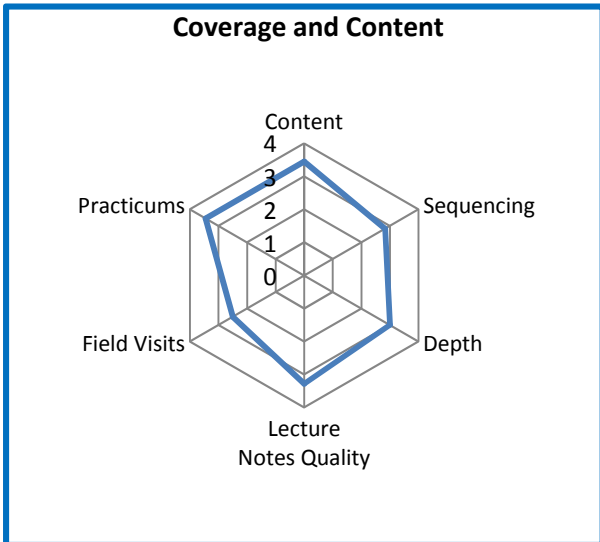 Coverage and Content
Content
4
Practicums
Sequencing
3
2
1
0
Field Visits
Depth
Lecture
Notes Quality